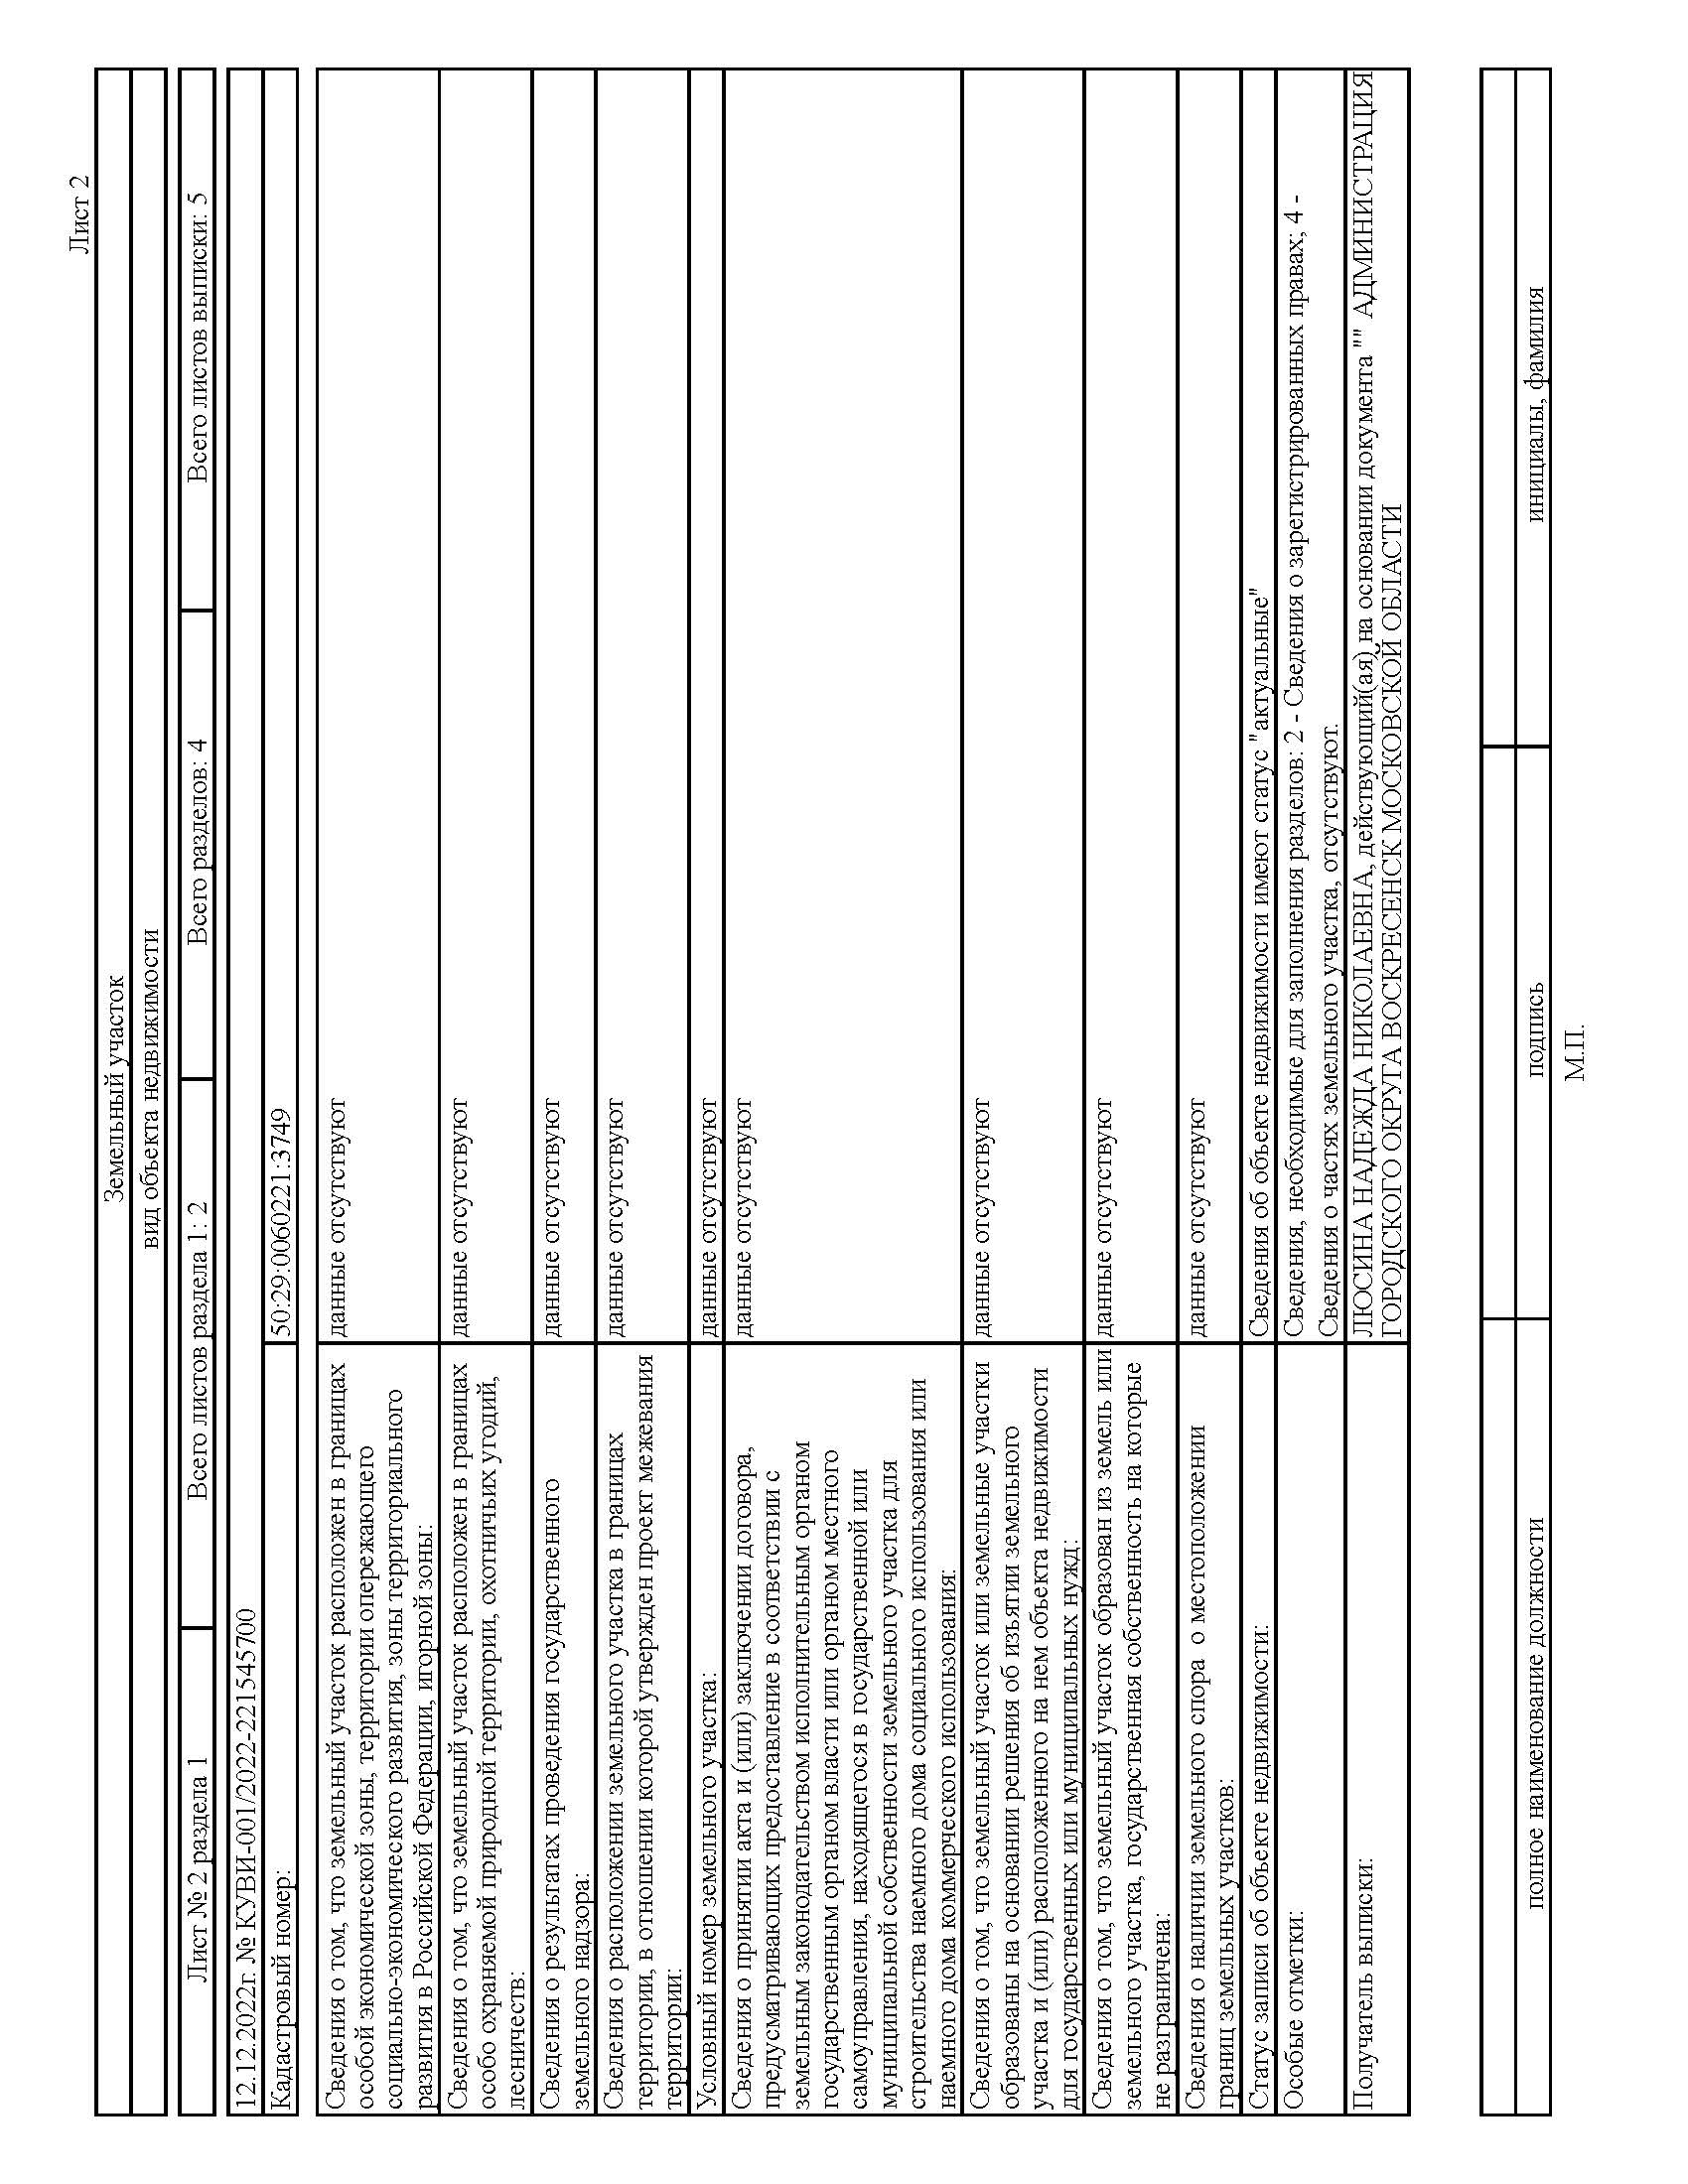 Лист 2
Земельный участок
вид объекта недвижимости
Лист № 2 раздела 1
Всего листов раздела 1: 2
Всего разделов: 4
Всего листов выписки: 5
12.12.2022г. № КУВИ-001/2022-221545700
Кадастровый номер:
50:29:0060221:3749
Сведения о том, что земельный участок расположен в границах
особой экономической зоны, территории опережающего
социально-экономического развития, зоны территориального
развития в Российской Федерации, игорной зоны:
данные отсутствуют
Сведения о том, что земельный участок расположен в границах
особо охраняемой природной территории, охотничьих угодий,
лесничеств:
данные отсутствуют
Сведения о результатах проведения государственного
земельного надзора:
данные отсутствуют
Сведения о расположении земельного участка в границах
территории, в отношении которой утвержден проект межевания
территории:
данные отсутствуют
Условный номер земельного участка:
данные отсутствуют
Сведения о принятии акта и (или) заключении договора,
предусматривающих предоставление в соответствии с
земельным законодательством исполнительным органом
государственным органом власти или органом местного
самоуправления, находящегося в государственной или
муниципальной собственности земельного участка для
строительства наемного дома социального использования или
наемного дома коммерческого использования:
данные отсутствуют
Сведения о том, что земельный участок или земельные участки
образованы на основании решения об изъятии земельного
участка и (или) расположенного на нем объекта недвижимости
для государственных или муниципальных нужд:
данные отсутствуют
Сведения о том, что земельный участок образован из земель или
земельного участка, государственная собственность на которые
не разграничена:
данные отсутствуют
Сведения о наличии земельного спора о местоположении
границ земельных участков:
данные отсутствуют
Статус записи об объекте недвижимости:
Сведения об объекте недвижимости имеют статус "актуальные"
Особые отметки:
Сведения, необходимые для заполнения разделов: 2 - Сведения о зарегистрированных правах; 4 -
Сведения о частях земельного участка, отсутствуют.
Получатель выписки:
ЛЮСИНА НАДЕЖДА НИКОЛАЕВНА, действующий(ая) на основании документа "" АДМИНИСТРАЦИЯ
ГОРОДСКОГО ОКРУГА ВОСКРЕСЕНСК МОСКОВСКОЙ ОБЛАСТИ
полное наименование должности
подпись
инициалы, фамилия
М.П.